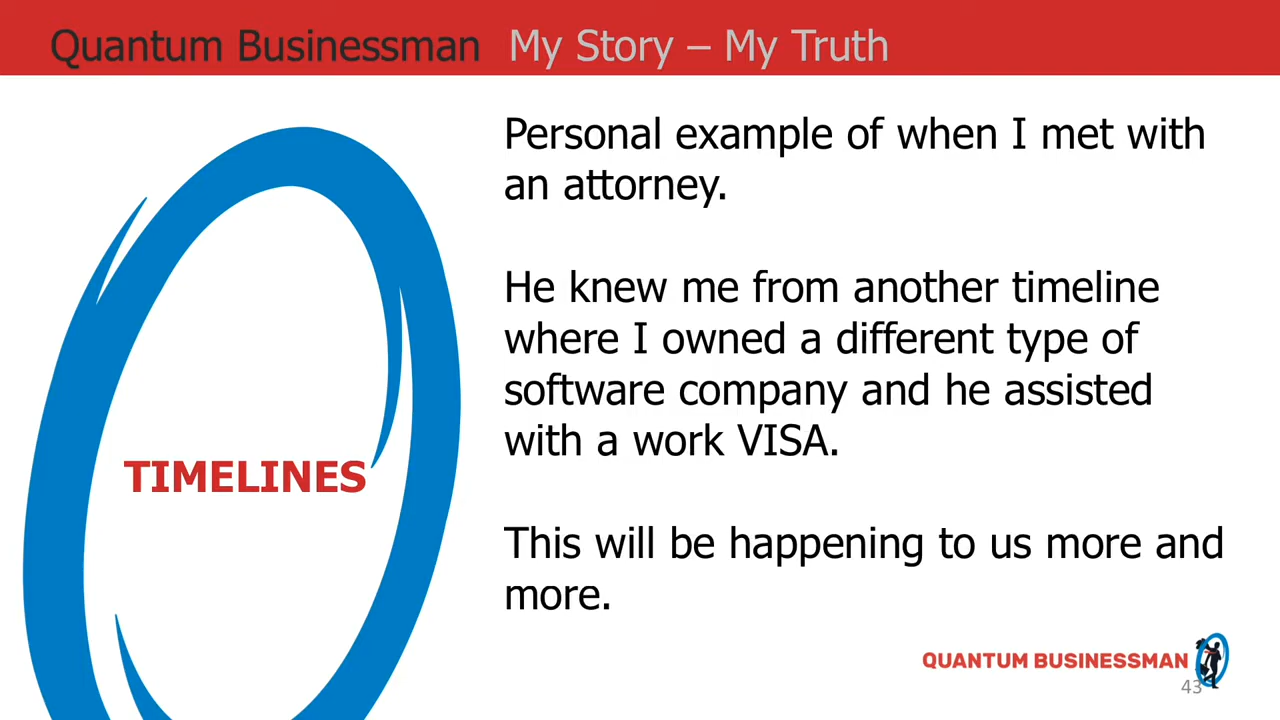 Quantum Businessman My Story – My Truth
Personal example of when I met with
an attorney.
He knew me from another timeline
where I owned a different type of
software company and he assisted
with a work VISA.
TIMELINES
This will be happening to us more and
more.
QUANTUM BUSINESSMAN
43